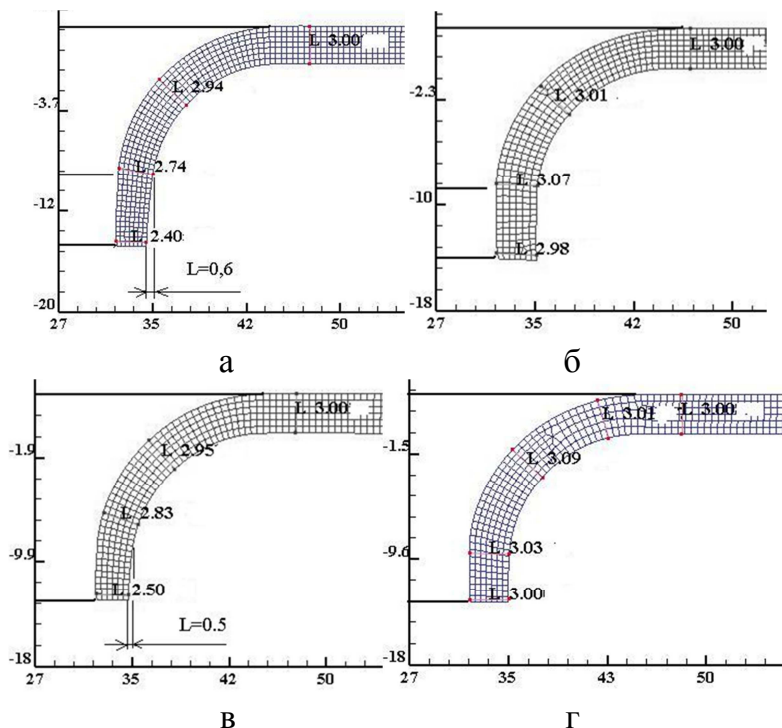 L 3.00
L 2.94
-3.7
L 2.74
-12
L 2.40
L=0,6
-20
27 35 42 50
а
L 3.00
-2.3
L 3.01
L 3.07
-10
L 2.98
-18
27 35 42 50
б
L 3.00
-1.9
L 2.95
L 2.83
-9.9
L 2.50
L=0.5
-18
27 35 43 50
в
L 3.01
L 3.00
-1.5
L 3.09
L 3.03
-9.6
L 3.00
-18
27 35 43 50
г